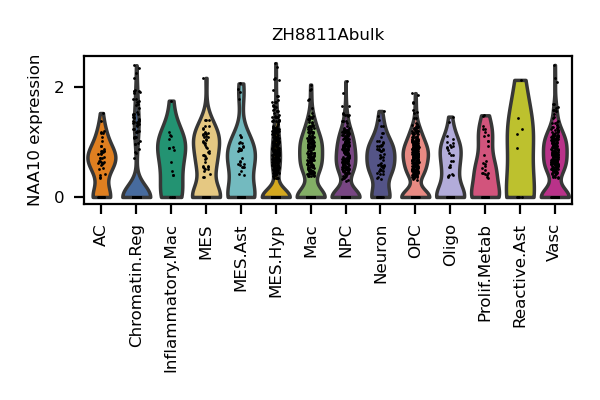 ZH8811Abulk
NAA10 expression
2
0
AC
Chromatin.Reg
Inflammatory.Mac
MES
MES.Ast
MES.Hyp
Mac
NPC
Neuron
OPC
Oligo
Prolif.Metab
Reactive.Ast
Vasc